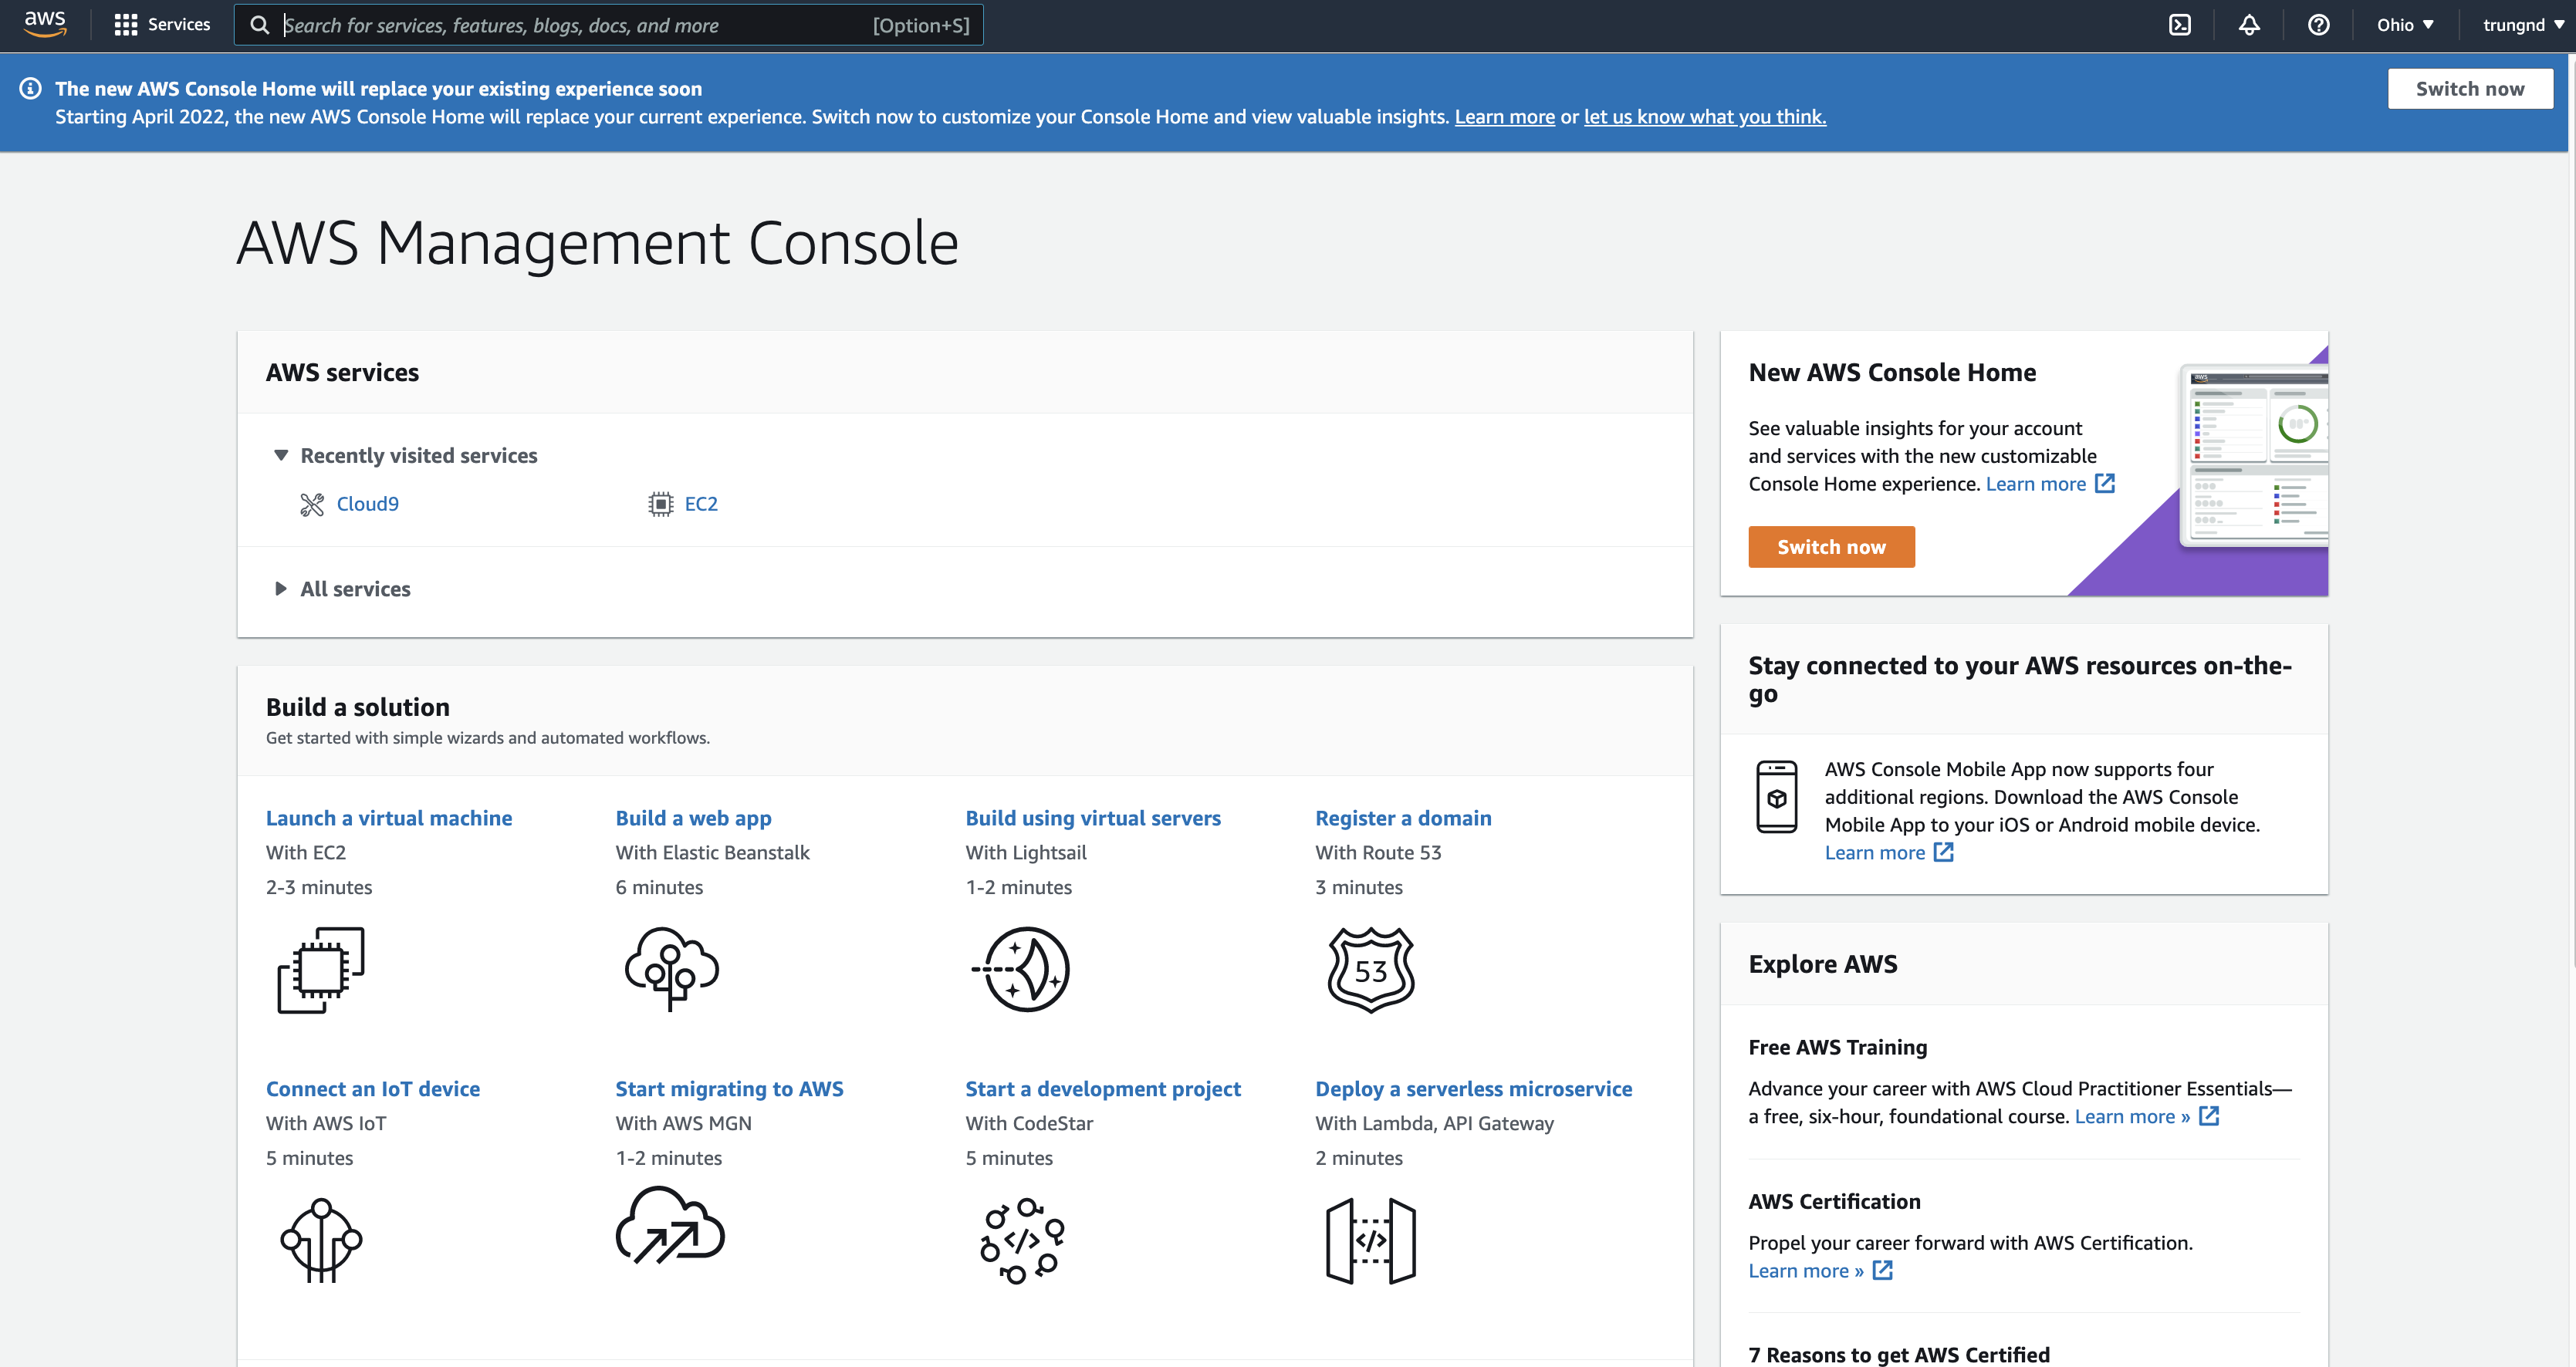 aws
Services
Search for services, features, blogs, docs, and more [Option+S]
Ohio ▼
trungnd ▼
The new AWS Console Home will replace your existing experience soon
Starting April 2022, the new AWS Console Home will replace your current experience. Switch now to customize your Console Home and view valuable insights. Learn more or let us know what you think.
Switch now
AWS Management Console
AWS services
Recently visited services
Cloud9
EC2
All services
Build a solution
Get started with simple wizards and automated workflows.
Launch a virtual machine
With EC2
2-3 minutes
Build a web app
With Elastic Beanstalk
6 minutes
Build using virtual servers
With Lightsail
1-2 minutes
Register a domain
With Route 53
3 minutes
53
Connect an IoT device
With AWS IoT
5 minutes
Start migrating to AWS
With AWS MGN
1-2 minutes
Start a development project
With CodeStar
5 minutes
</>
Deploy a serverless microservice
With Lambda, API Gateway
2 minutes
</>
New AWS Console Home
See valuable insights for your account
and services with the new customizable
Console Home experience. Learn more
Switch now
aws
Stay connected to your AWS resources on-the-
go
AWS Console Mobile App now supports four
additional regions. Download the AWS Console
Mobile App to your iOS or Android mobile device.
Learn more
Explore AWS
Free AWS Training
Advance your career with AWS Cloud Practitioner Essentials—
a free, six-hour, foundational course. Learn more »
AWS Certification
Propel your career forward with AWS Certification.
Learn more »
7 Reasons to get AWS Certified